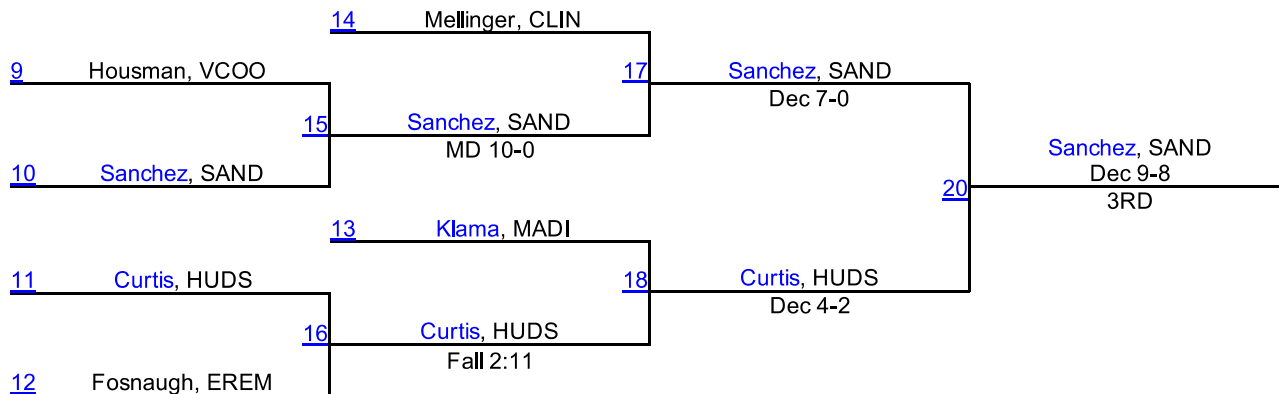 14 Mellinger, CLIN
9 Housman, VCOO
17 Sanchez, SAND
Dec 7-0
15 Sanchez, SAND
MD 10-0
10 Sanchez, SAND
20 Sanchez, SAND
Dec 9-8
3RD
13 Klama, MADI
11 Curtis, HUDS
18 Curtis, HUDS
Dec 4-2
16 Curtis, HUDS
Fall 2:11
12 Fosnaugh, EREM